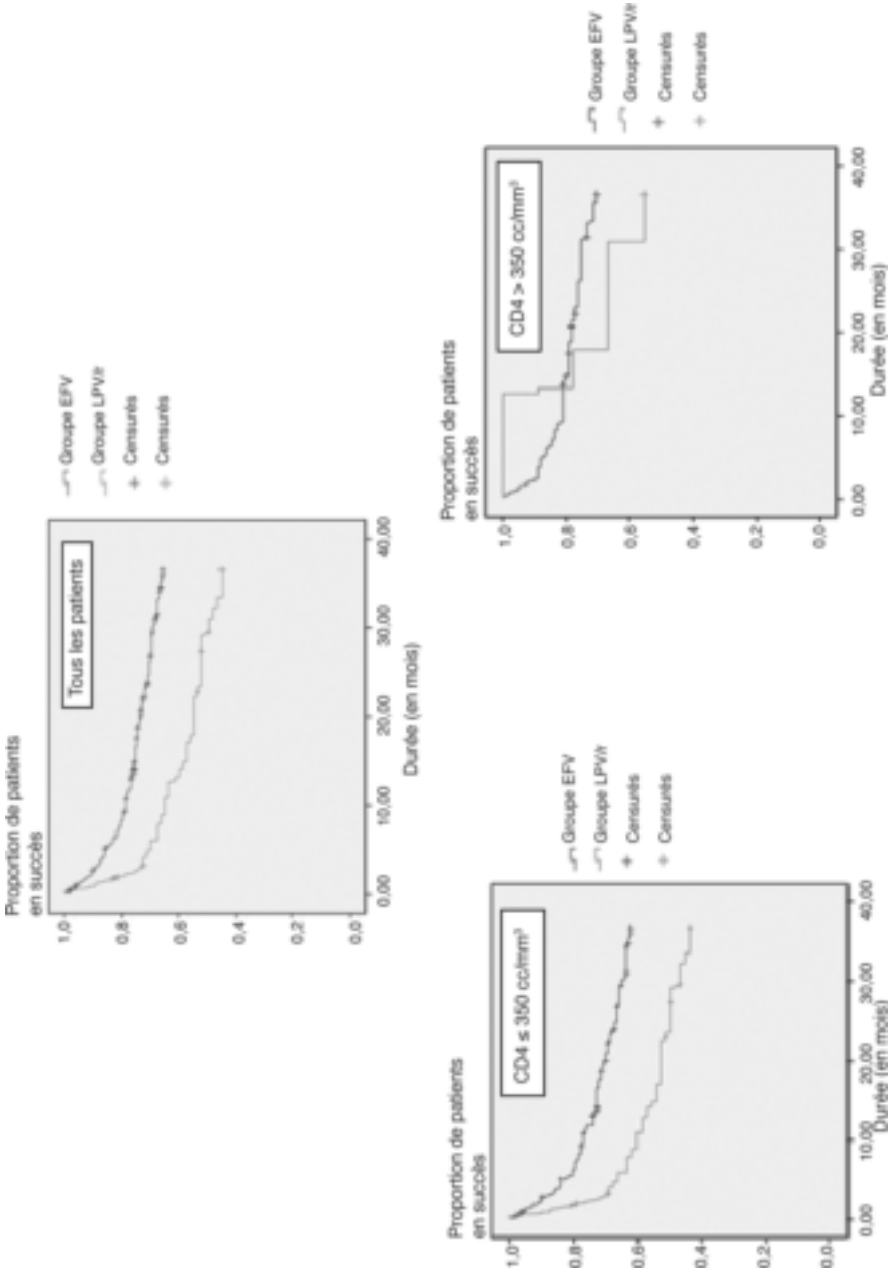 Proportion de patients
en succès
Tous les patients
1,0
0,8
0,6
0,4
0,2
0,0
0,00
10,00
20,00
30,00
40,00
Durée (en mois)
Groupe EFV
Groupe LPV/r
Censurés
Censurés
Proportion de patients
en succès
CD4 ≤ 350 cc/mm³
1,0
0,8
0,6
0,4
0,2
0,0
0,00
10,00
20,00
30,00
40,00
Durée (en mois)
Groupe EFV
Groupe LPV/r
Censurés
Censurés
Proportion de patients
en succès
CD4 > 350 cc/mm³
1,0
0,8
0,6
0,4
0,2
0,0
0,00
10,00
20,00
30,00
40,00
Durée (en mois)
Groupe EFV
Groupe LPV/r
Censurés
Censurés